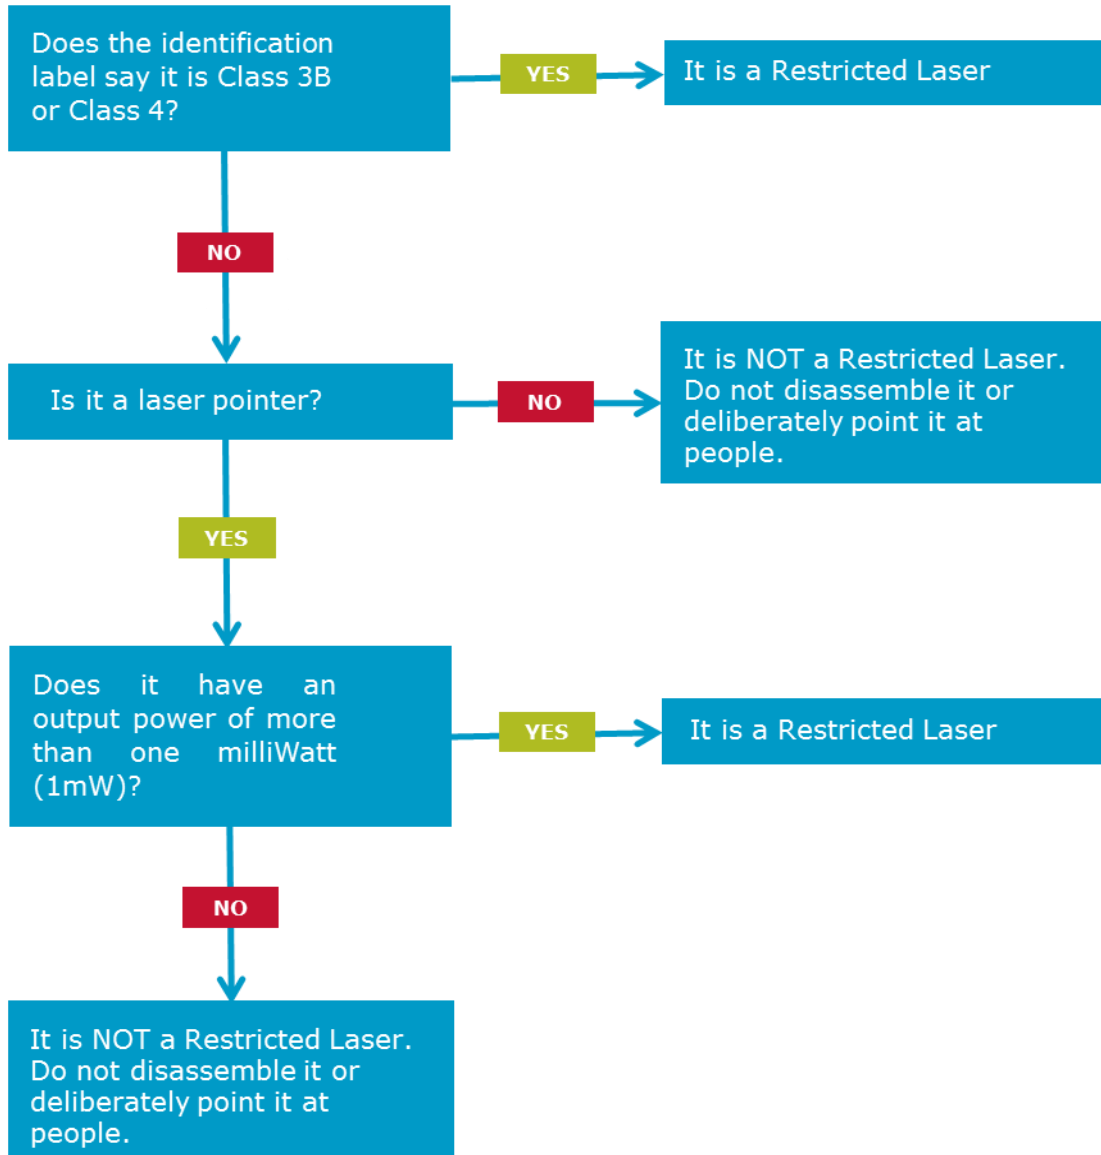 Does the identification
label say it is Class 3B
or Class 4?
YES
It is a Restricted Laser
NO
Is it a laser pointer?
NO
It is NOT a Restricted Laser.
Do not disassemble it or
deliberately point it at
people.
YES
Does it have an
output power of more
than one milliWatt
(1mW)?
YES
It is a Restricted Laser
NO
It is NOT a Restricted Laser.
Do not disassemble it or
deliberately point it at
people.